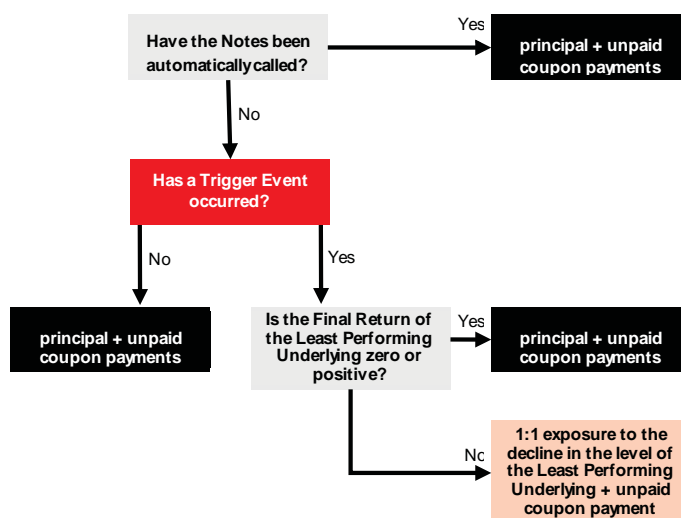 Have the Notes been
automatically called?
Yes
principal + unpaid
coupon payments
No
Has a Trigger Event
occurred?
No
Yes
principal + unpaid
coupon payments
Is the Final Return of
the Least Performing
Underlying zero or
positive?
Yes
principal + unpaid
coupon payments
No
1:1 exposure to the
decline in the level of
the Least Performing
Underlying + unpaid
coupon payment